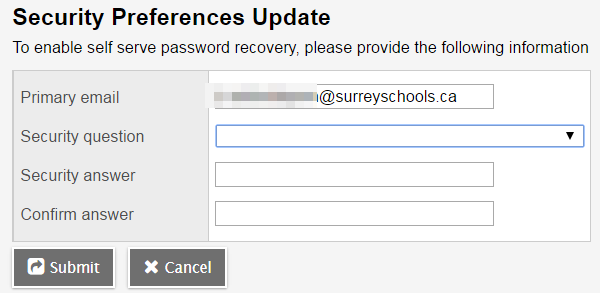 Security Preferences Update
To enable self serve password recovery, please provide the following information
Primary email
@surreyschools.ca
Security question
Security answer
Confirm answer
Submit
Cancel